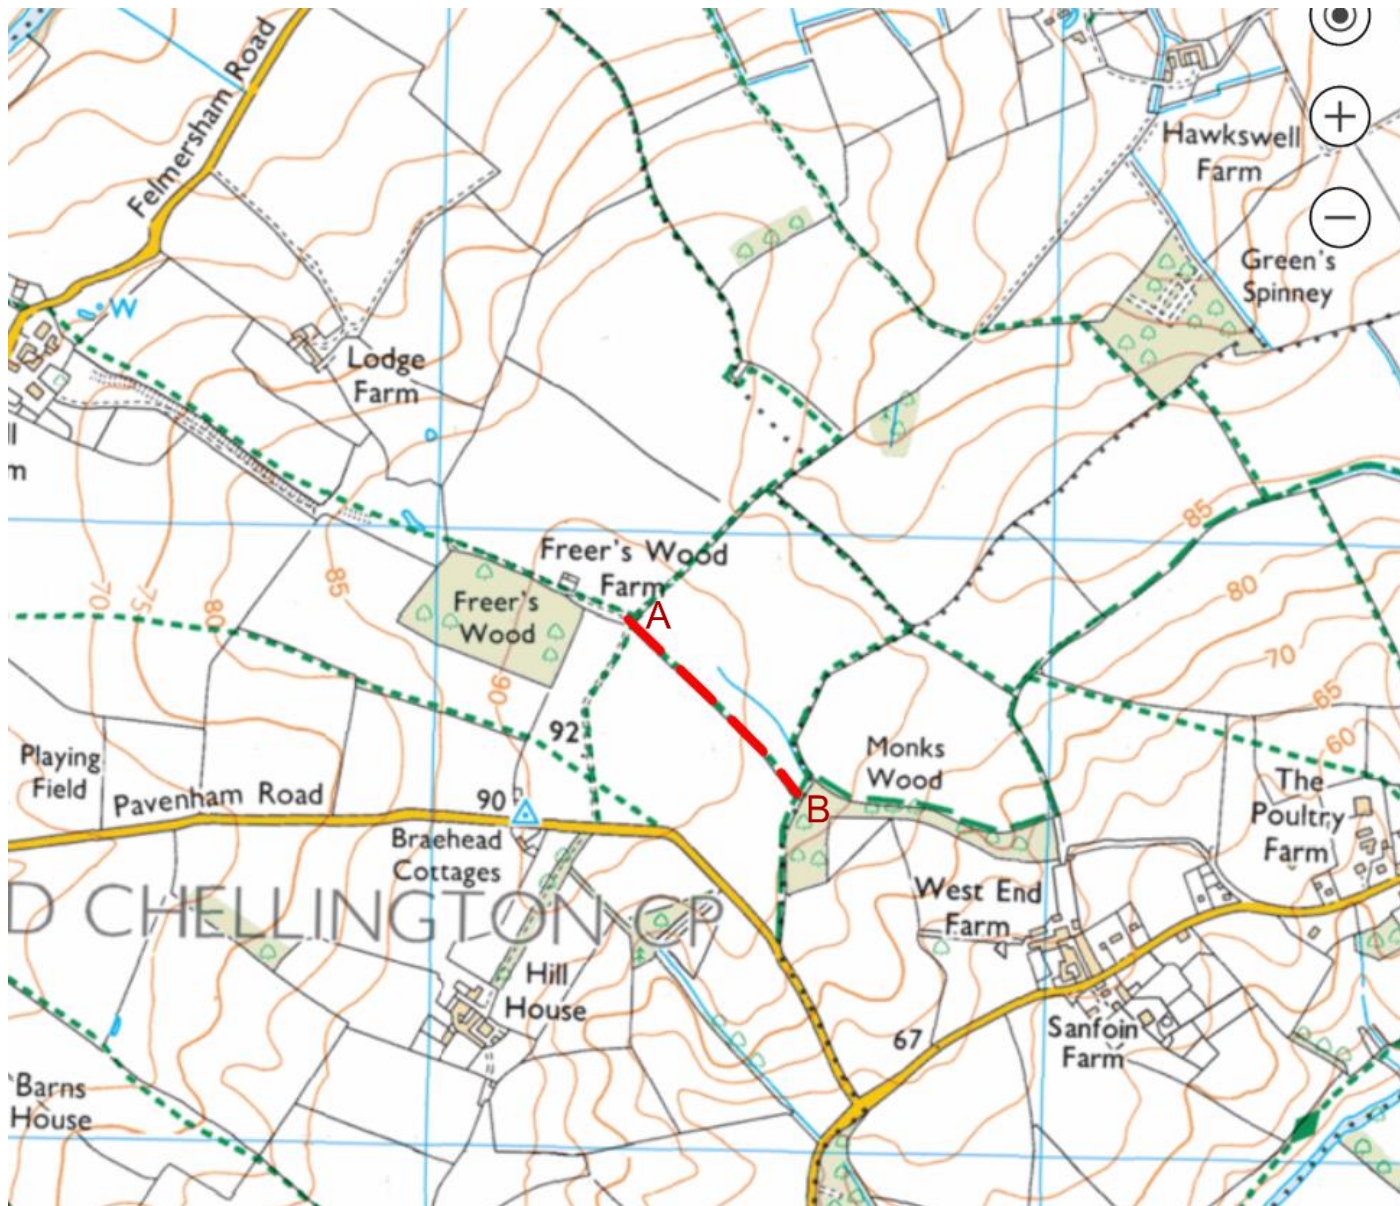 Felmersham Road
Hawkswell
Farm
Green's
Spinney
W
Lodge
Farm
ll
m
85
Freer's Wood
Farm
Freer's
Wood
A
70
75
80
85
80
70
65
60
90
92
Playing
Field
Pavenham Road
90
Monks
Wood
B
The
Poultry
Farm
Braehead
Cottages
D CHELLINGTON CP
West End
Farm
Hill
House
67
Sanfoin
Farm
Barns
House